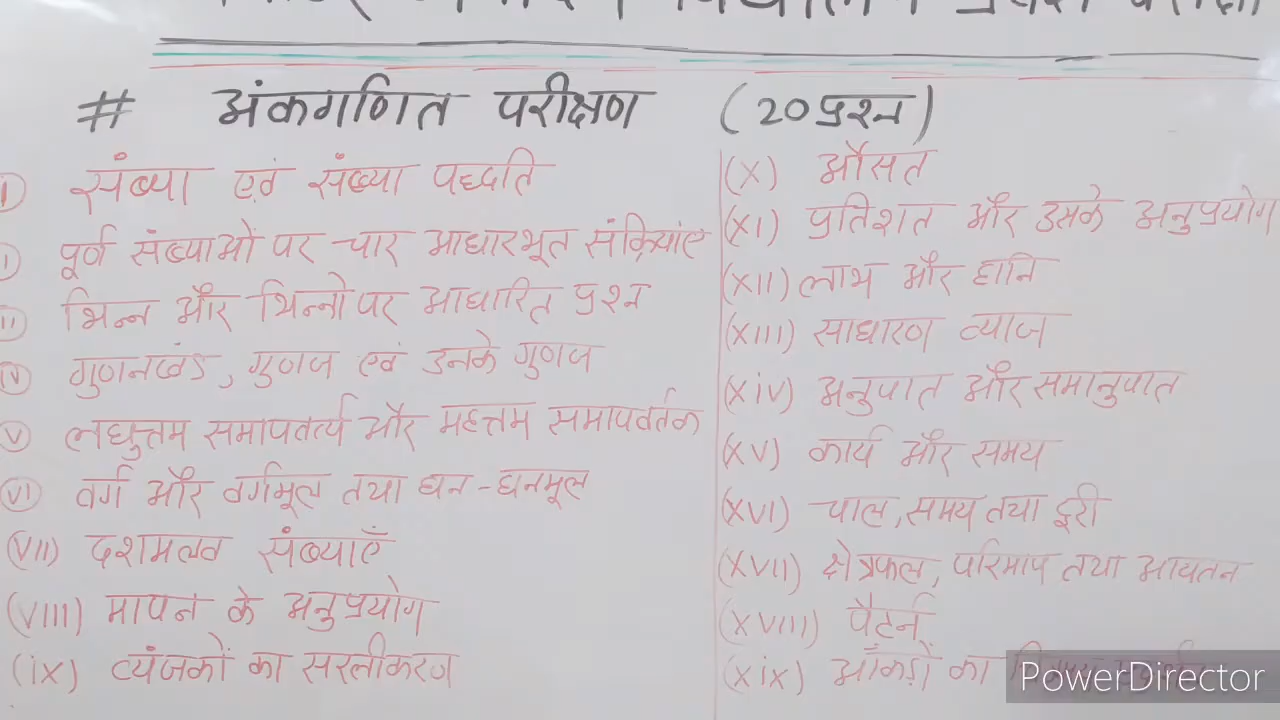 विद्यालय प्रवेश परीक्षा
# अंकगणित परीक्षण (20 प्रश्न)
I संख्या एवं संख्या पद्धति
पूर्ण संख्याओं पर चार आधारभूत संक्रियांए
भिन्न और भिन्नों पर आधारित प्रश्न
IV गुणनखंड, गुणज एवं उनके गुणज
V लघुत्तम समापवर्त्य और महत्तम समापवर्तक
VI वर्ग और वर्गमूल तथा घन-घनमूल
(VII) दशमलव संख्याएँ
(VIII) मापन के अनुप्रयोग
(ix) व्यंजकों का सरलीकरण
(X) औसत
(XI) प्रतिशत और उसके अनुप्रयोग
(XII) लाभ और हानि
(XIII) साधारण ब्याज
(Xiv) अनुपात और समानुपात
(XV) कार्य और समय
(XVI) चाल, समय तथा दूरी
(XVII) क्षेत्रफल, परिमाप तथा आयतन
(XVIII) पैटर्न
(Xix) आँकड़ों का
PowerDirector